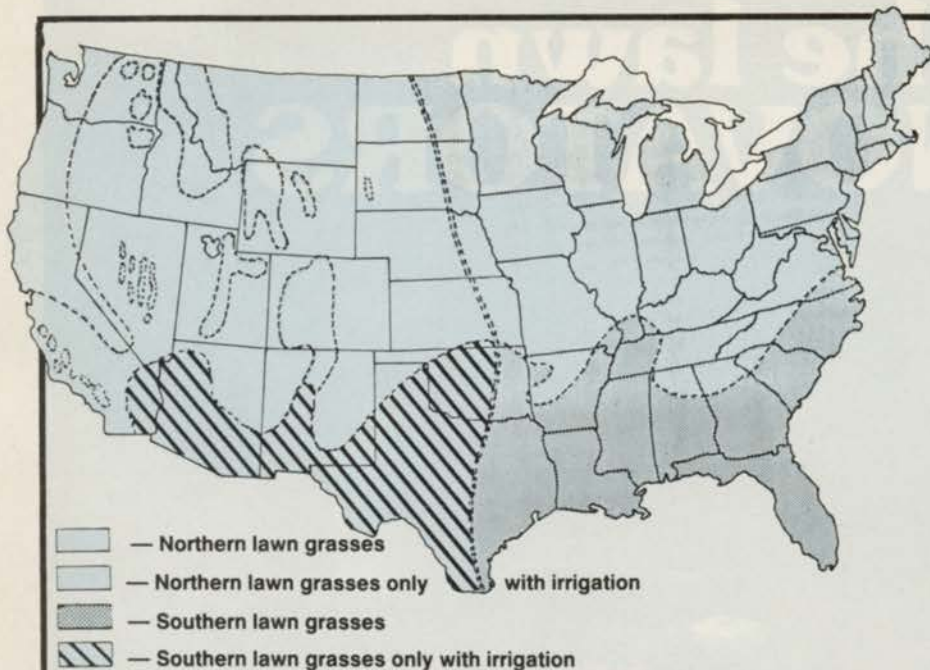 — Northern lawn grasses
— Northern lawn grasses only with irrigation
— Southern lawn grasses
— Southern lawn grasses only with irrigation